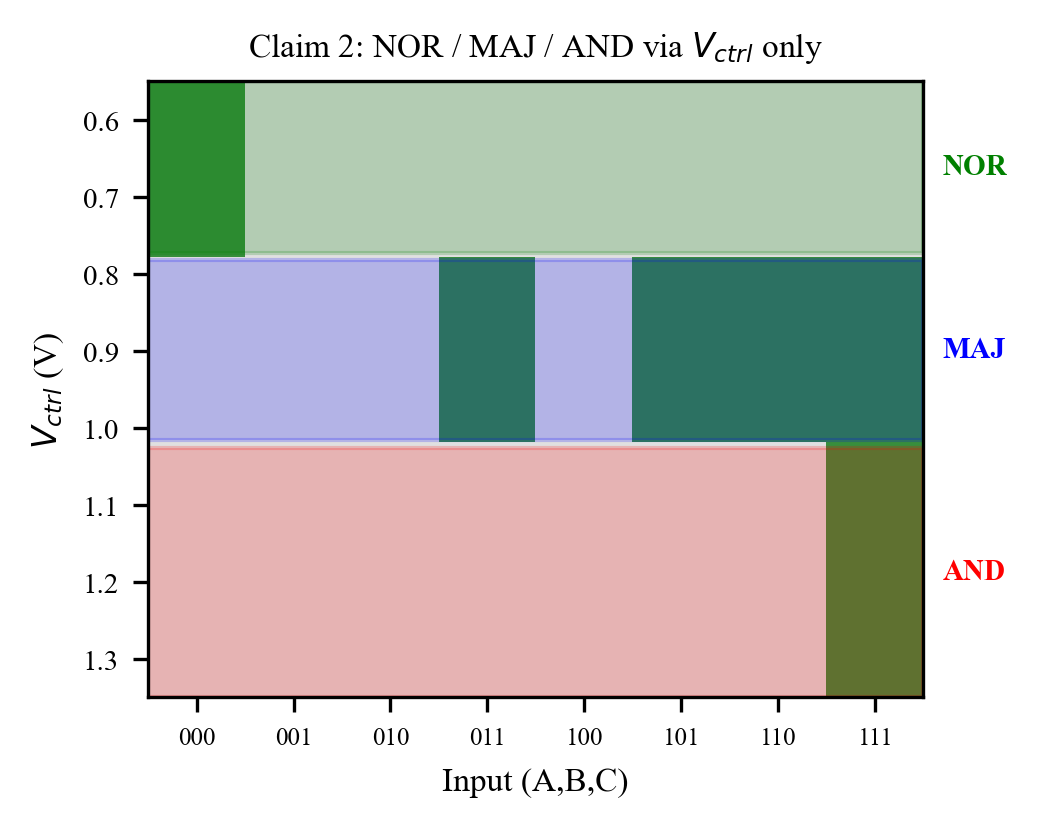 Claim 2: NOR / MAJ / AND via V_ctrl only
0.6
0.7
0.8
0.9
1.0
1.1
1.2
1.3
V_ctrl (V)
NOR
MAJ
AND
000 001 010 011 100 101 110 111
Input (A,B,C)